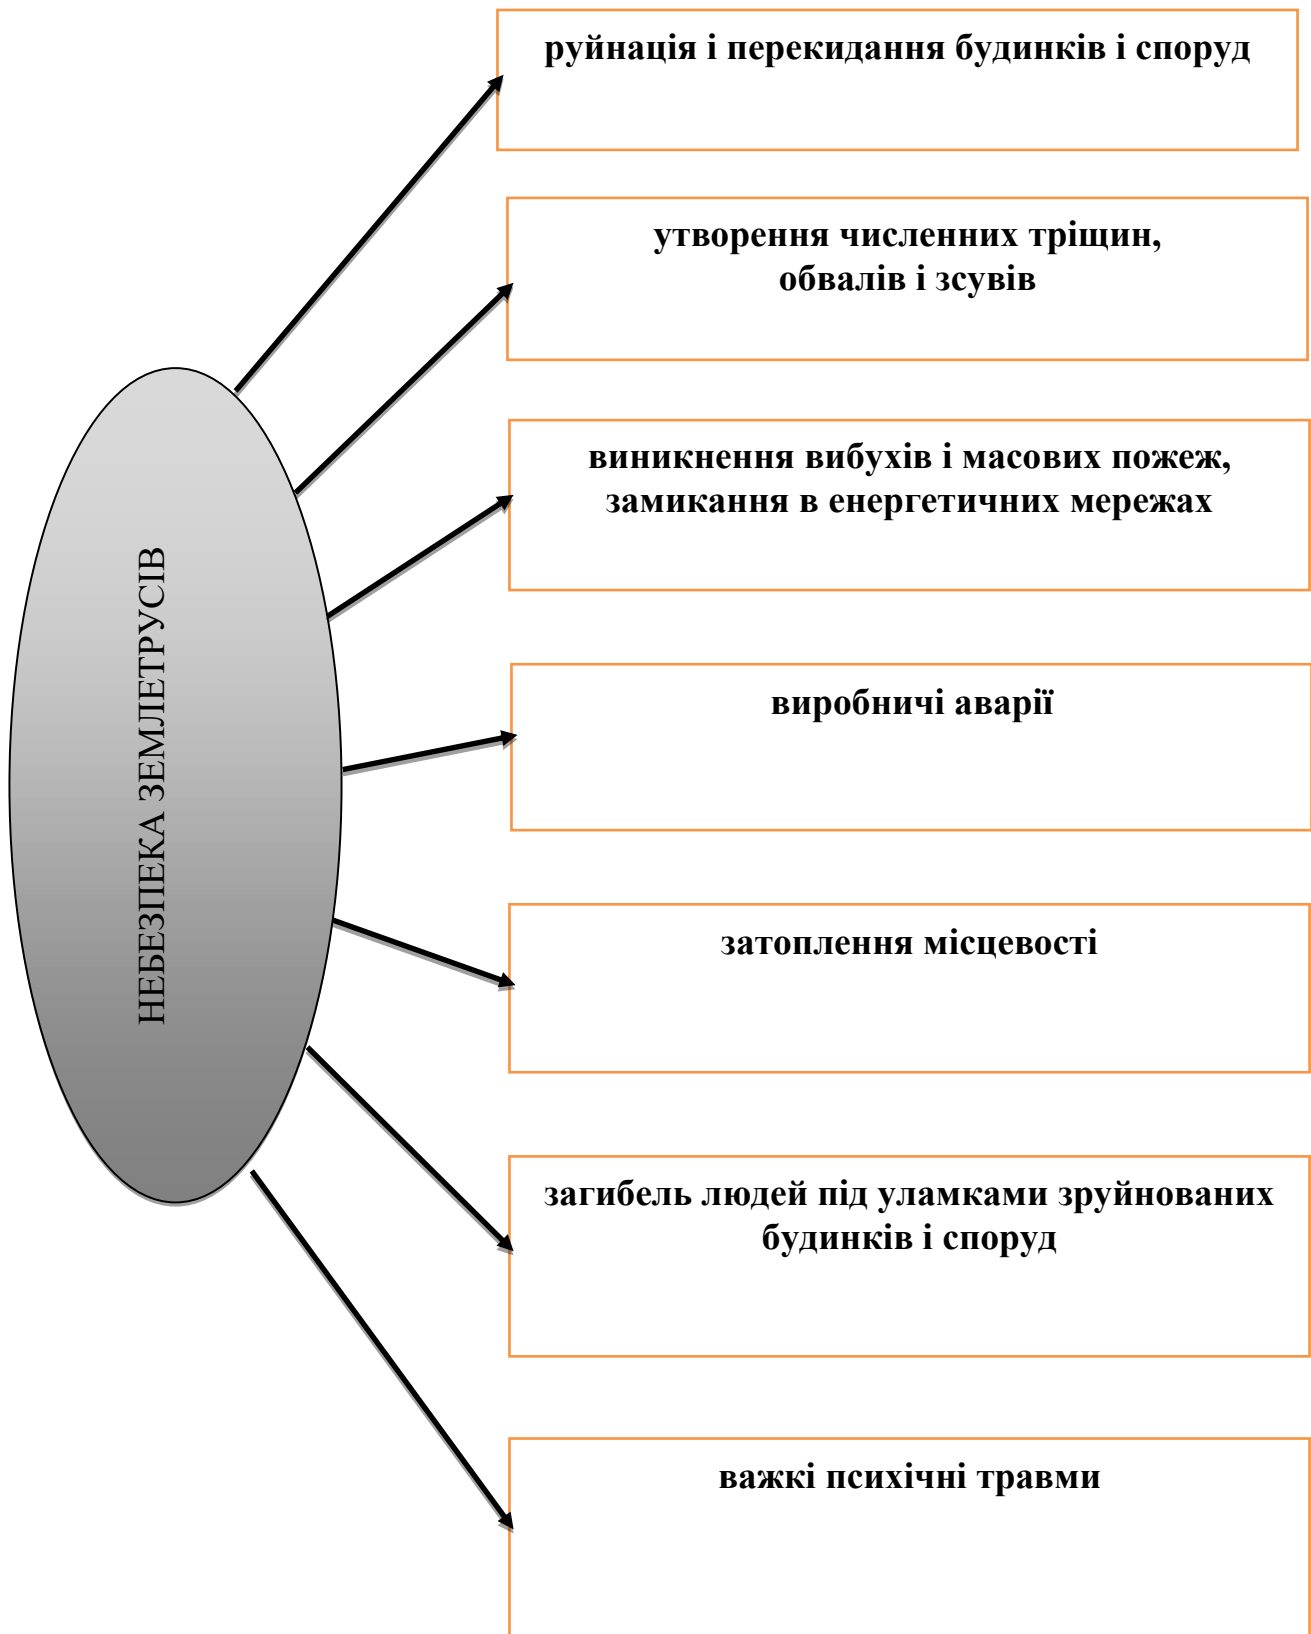 НЕБЕЗПЕКА ЗЕМЛЕТРУСІВ
руйнація і перекидання будинків і споруд
утворення численних тріщин,
обвалів і зсувів
виникнення вибухів і масових пожеж,
замикання в енергетичних мережах
виробничі аварії
затоплення місцевості
загибель людей під уламками зруйнованих
будинків і споруд
важкі психічні травми